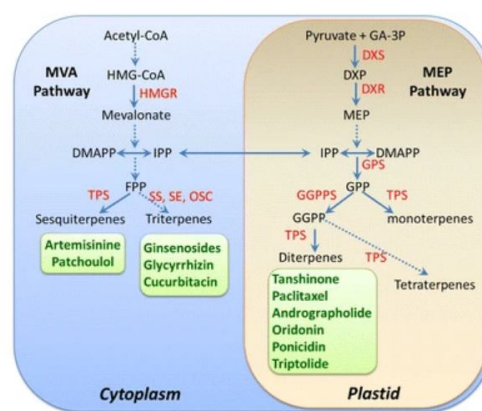 Acetyl-CoA
MVA
Pathway
HMG-CoA
HMGR
Mevalonate
DMAPP
IPP
FPP
TPS
SS, SE, OSC
Sesquiterpenes
Triterpenes
Artemisinine
Patchoulol
Ginsenosides
Glycyrrhizin
Cucurbitacin
Cytoplasm
Pyruvate + GA-3P
DXS
MEP
Pathway
DXP
DXR
MEP
IPP
DMAPP
GPS
GPP
GGPPS
TPS
GGPP
monoterpenes
TPS
TPS
Diterpenes
Tetraterpenes
Tanshinone
Paclitaxel
Andrographolide
Oridonin
Ponicidin
Triptolide
Plastid